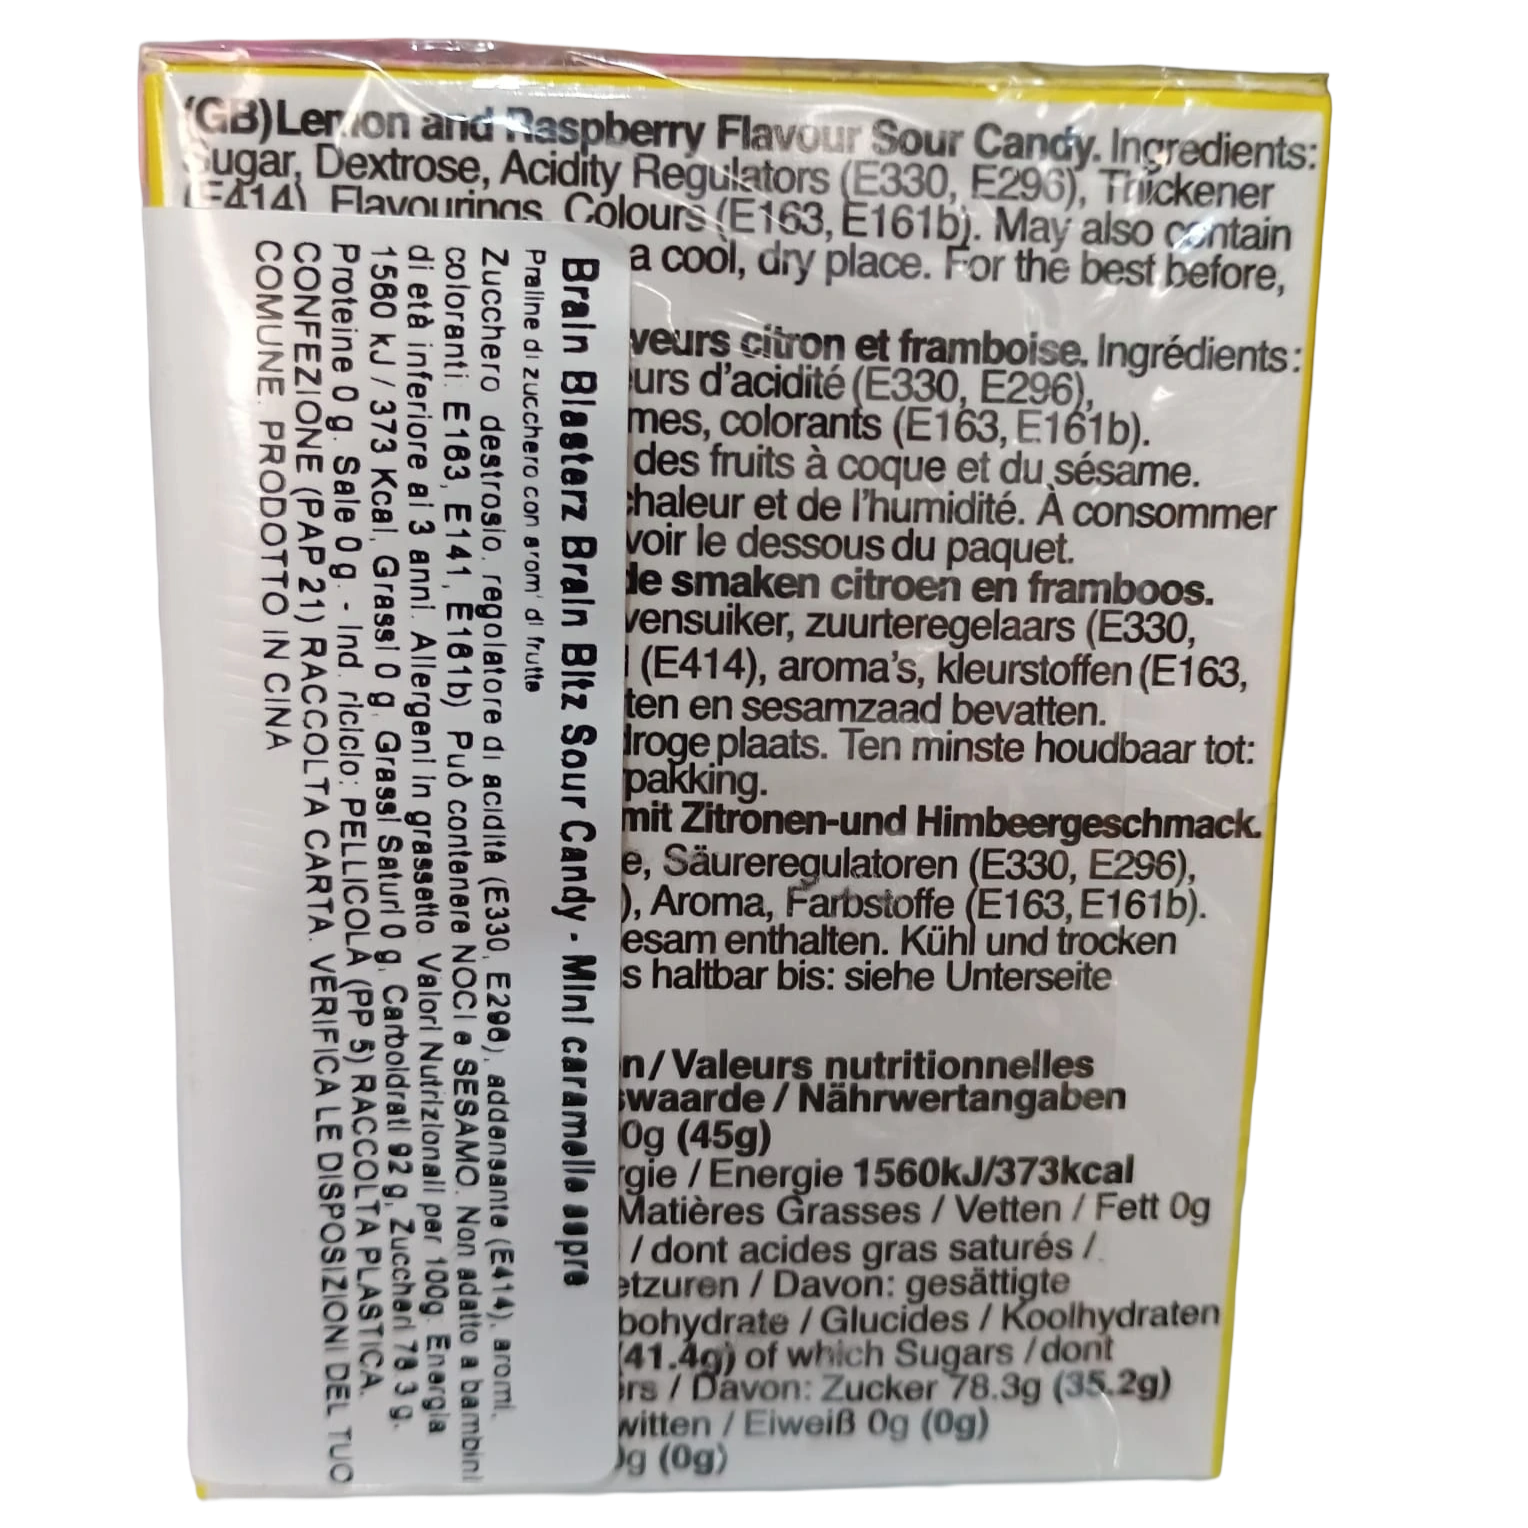 (GB)Lemon and Raspberry Flavour Sour Candy. Ingredients:
Sugar, Dextrose, Acidity Regulators (E330, E296), Thickener
(E414) Flavourings, Colours (E163, E161b). May also contain
a cool, dry place. For the best before,
veurs citron et framboise. Ingrédients:
urs d'acidité (E330, E296),
mes, colorants (E163, E161b).
des fruits à coque et du sésame.
chaleur et de l'humidité. À consommer
voir le dessous du paquet.
de smaken citroen en framboos.
vensuiker, zuurteregelaars (E330,
(E414), aroma's, kleurstoffen (E163,
ten en sesamzaad bevatten.
droge plaats. Ten minste houdbaar tot:
pakking.
mit Zitronen-und Himbeergeschmack.
e, Säureregulatoren (E330, E296),
), Aroma, Farbstoffe (E163, E161b).
esam enthalten. Kühl und trocken
s haltbar bis: siehe Unterseite
n / Valeurs nutritionnelles
swaarde / Nährwertangaben
0g (45g)
rgie / Energie 1560kJ/373kcal
Matières Grasses / Vetten / Fett 0g
/ dont acides gras saturés /
etzuren / Davon: gesättigte
bohydrate / Glucides / Koolhydraten
(41.4g) of which Sugars / dont
ers / Davon: Zucker 78.3g (35.2g)
witten / Eiweiß 0g (0g)
0g (0g)
Brain Blasterz Brain Bitz Sour Candy - Mini caramelle aspre
Praline di zucchero con arom' di frutte
Zucchero, destrosio, regolatore di acidità (E330, E296), addensante (E414), aromi,
coloranti: E163, E141, E161b) Può contenere NOCI e SESAMO. Non adatto a bambini
di età inferiore ai 3 anni. Allergeni in grassetto. Valori Nutrizionali per 100g: Energia
1560 kJ / 373 Kcal, Grassi 0 g, Grassi Saturi 0 g, Carboidrati 92 g, Zuccheri 78.3 g,
Proteine 0 g, Sale 0 g. - Ind. riciclo: PELLICOLA (PP 5) RACCOLTA PLASTICA.
CONFEZIONE (PAP 21) RACCOLTA CARTA. VERIFICA LE DISPOSIZIONI DEL TUO
COMUNE. PRODOTTO IN CINA